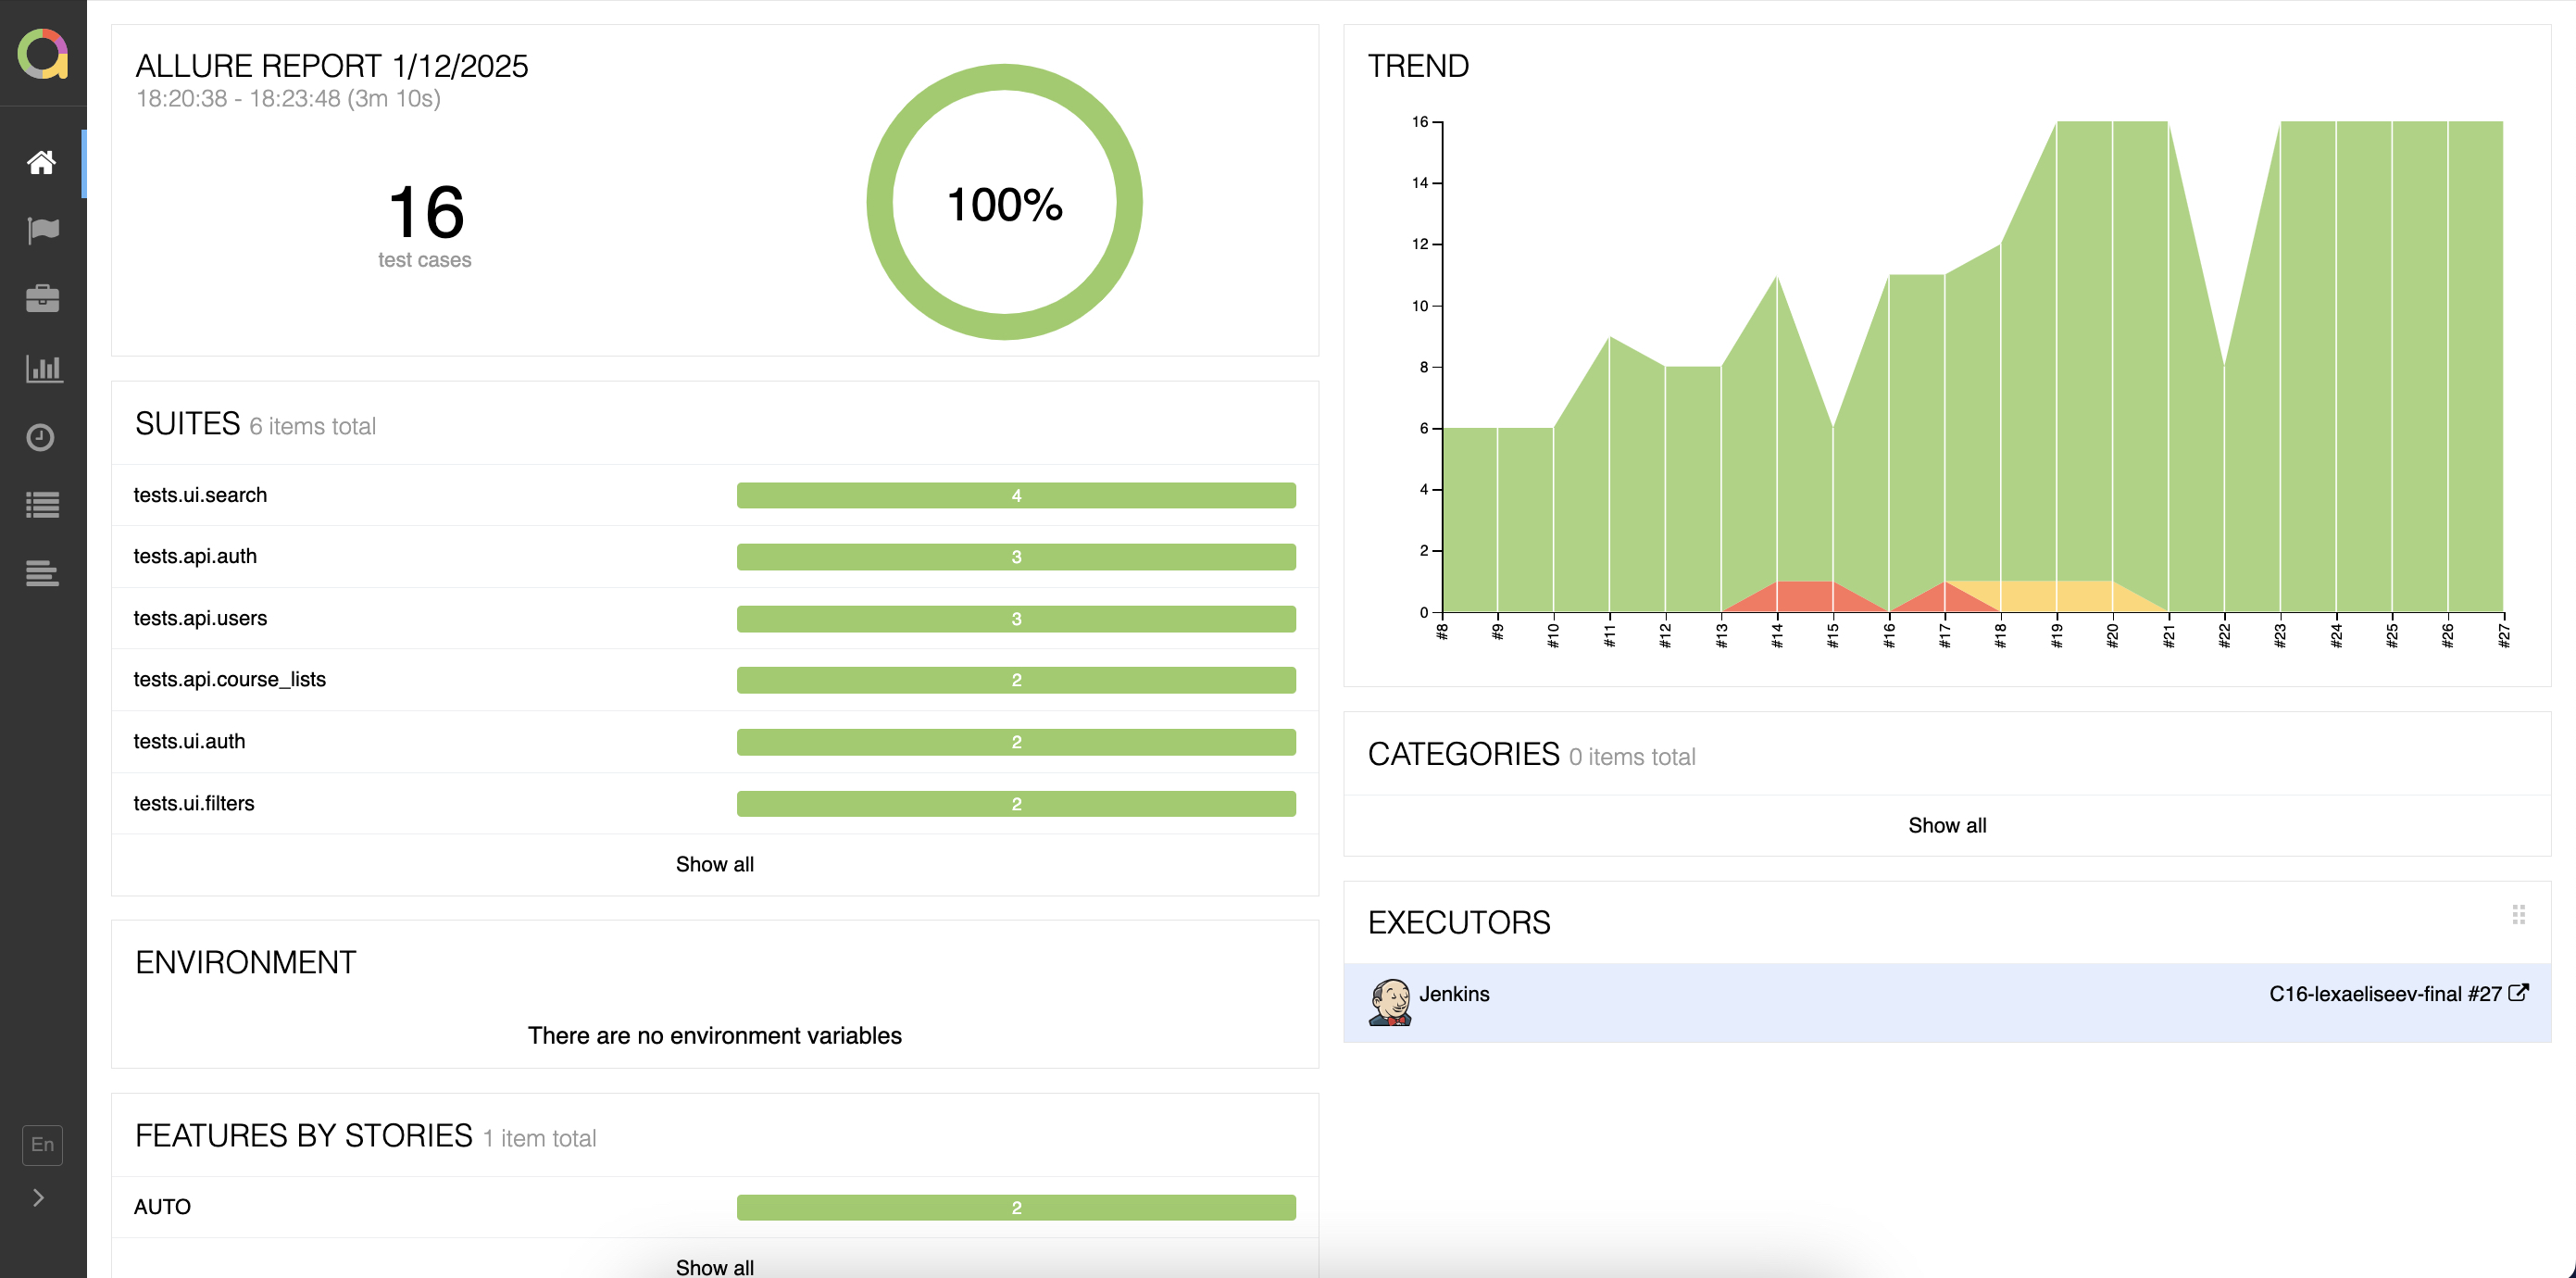 ALLURE REPORT 1/12/2025
18:20:38 - 18:23:48 (3m 10s)
16
test cases
100%
SUITES 6 items total
tests.ui.search 4
tests.api.auth 3
tests.api.users 3
tests.api.course_lists 2
tests.ui.auth 2
tests.ui.filters 2
Show all
ENVIRONMENT
There are no environment variables
FEATURES BY STORIES 1 item total
AUTO 2
Show all
En
TREND
16
14
12
10
8
6
4
2
0
#8 #9 #10 #11 #12 #13 #14 #15 #16 #17 #18 #19 #20 #21 #22 #23 #24 #25 #26 #27
CATEGORIES 0 items total
Show all
EXECUTORS
Jenkins C16-lexaeliseev-final #27